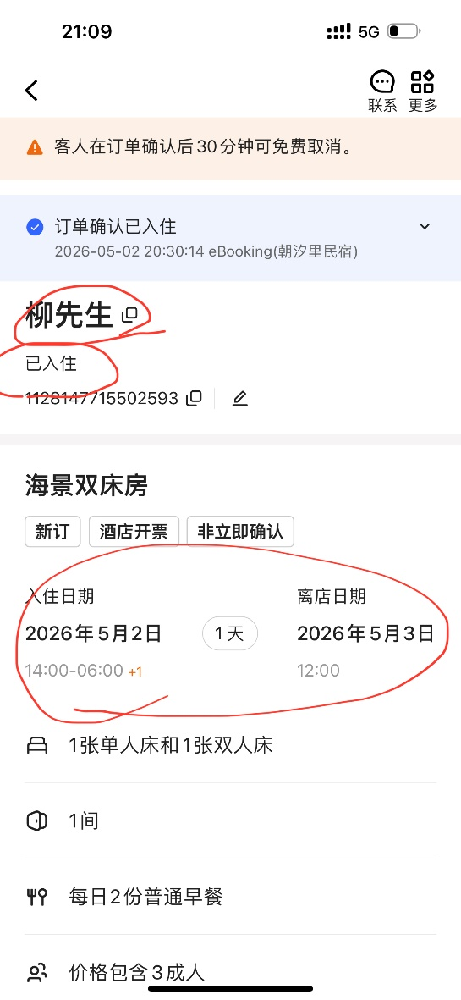 21:09 5G
联系 更多
客人在订单确认后30分钟可免费取消。
订单确认已入住
2026-05-02 20:30:14 eBooking(朝汐里民宿)
柳先生
已入住
1128147715502593
海景双床房
新订 酒店开票 非立即确认
入住日期 离店日期
2026年5月2日 1天 2026年5月3日
14:00-06:00 +1 12:00
1张单人床和1张双人床
1间
每日2份普通早餐
价格包含3成人